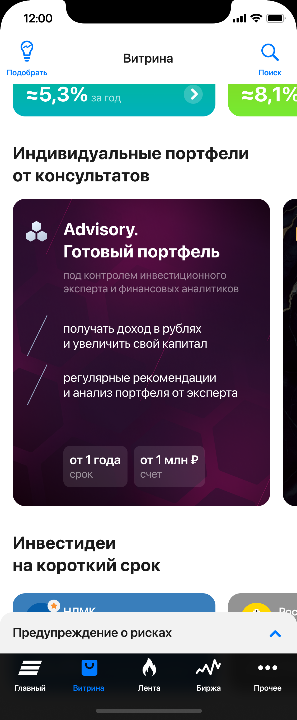 12:00
Подобрать
Витрина
Поиск
≈5,3% за год
≈8,1%
Индивидуальные портфели
от консультатов
Advisory.
Готовый портфель
под контролем инвестиционного
эксперта и финансовых аналитиков
получать доход в рублях
и увеличить свой капитал
регулярные рекомендации
и анализ портфеля от эксперта
от 1 года
срок
от 1 млн ₽
счет
Инвестидеи
на короткий срок
НЛМК
Предупреждение о рисках
Главный
Витрина
Лента
Биржа
Прочее